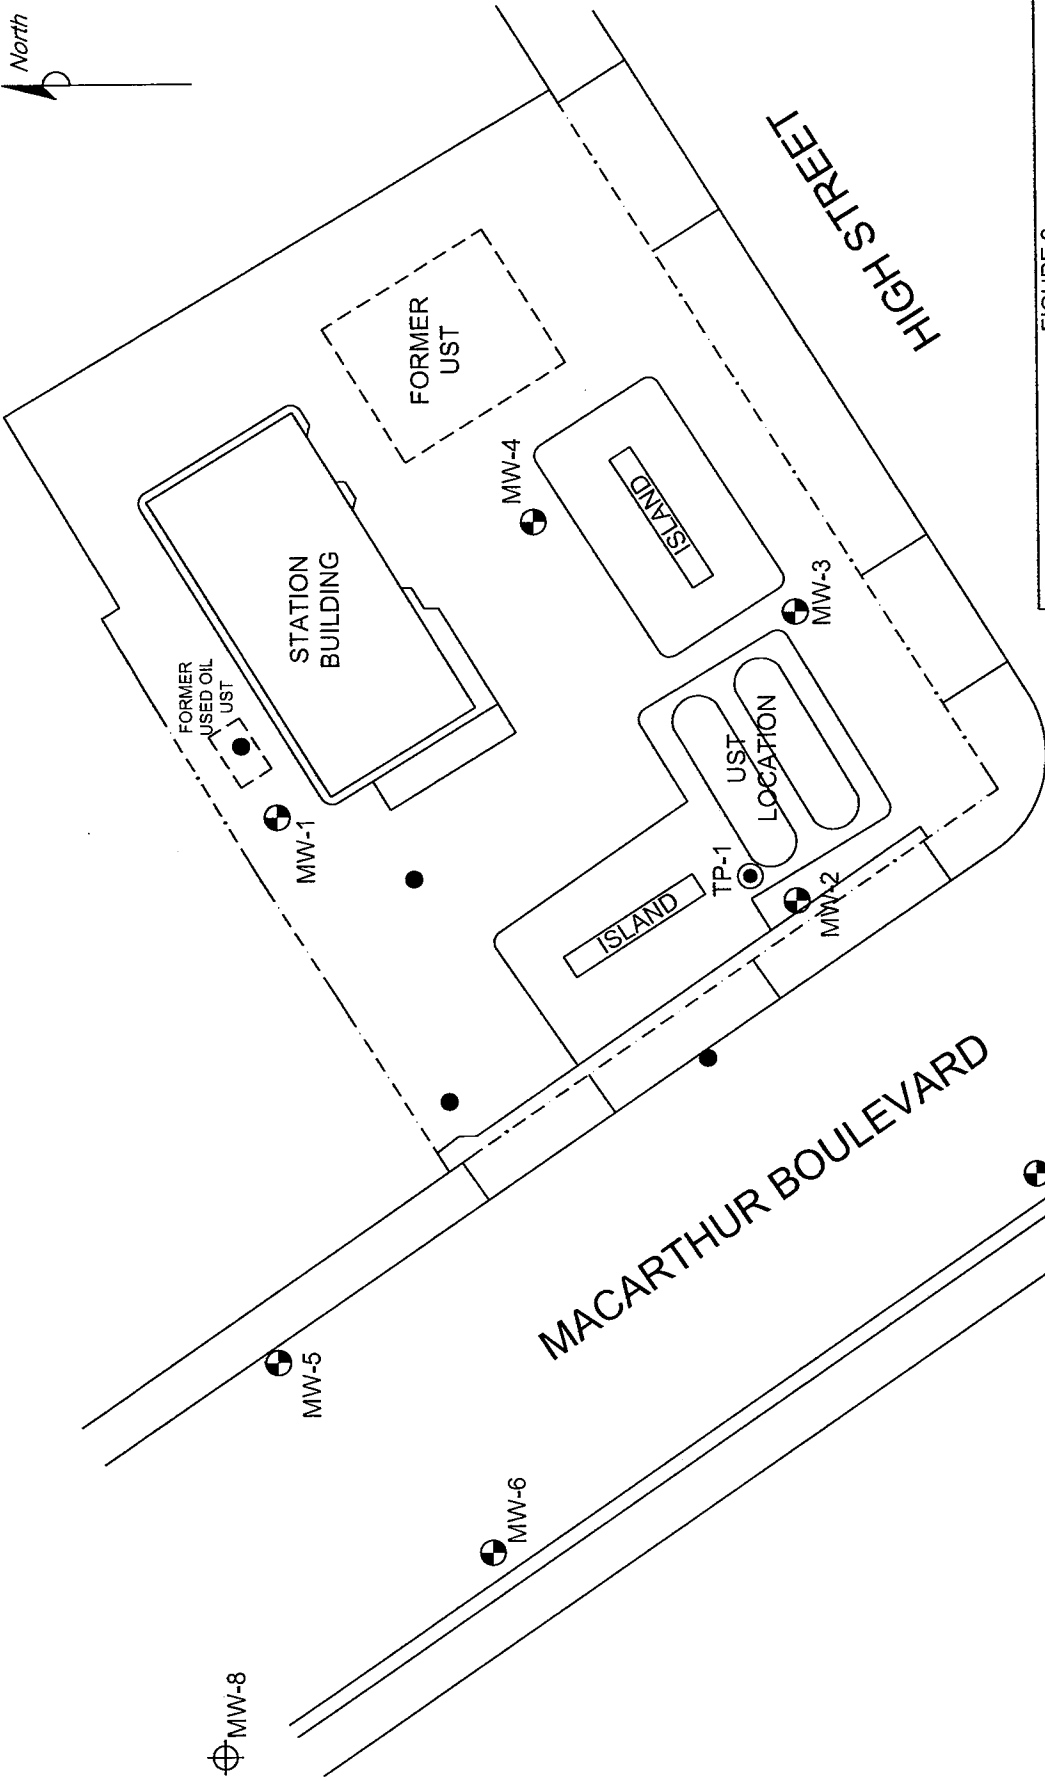 North
HIGH STREET
FORMER
UST
MW-4
ISLAND
STATION
BUILDING
MW-3
FORMER
USED OIL
UST
UST
LOCATION
MW-1
TP-1
MW-2
ISLAND
MACARTHUR BOULEVARD
MW-5
MW-6
MW-8